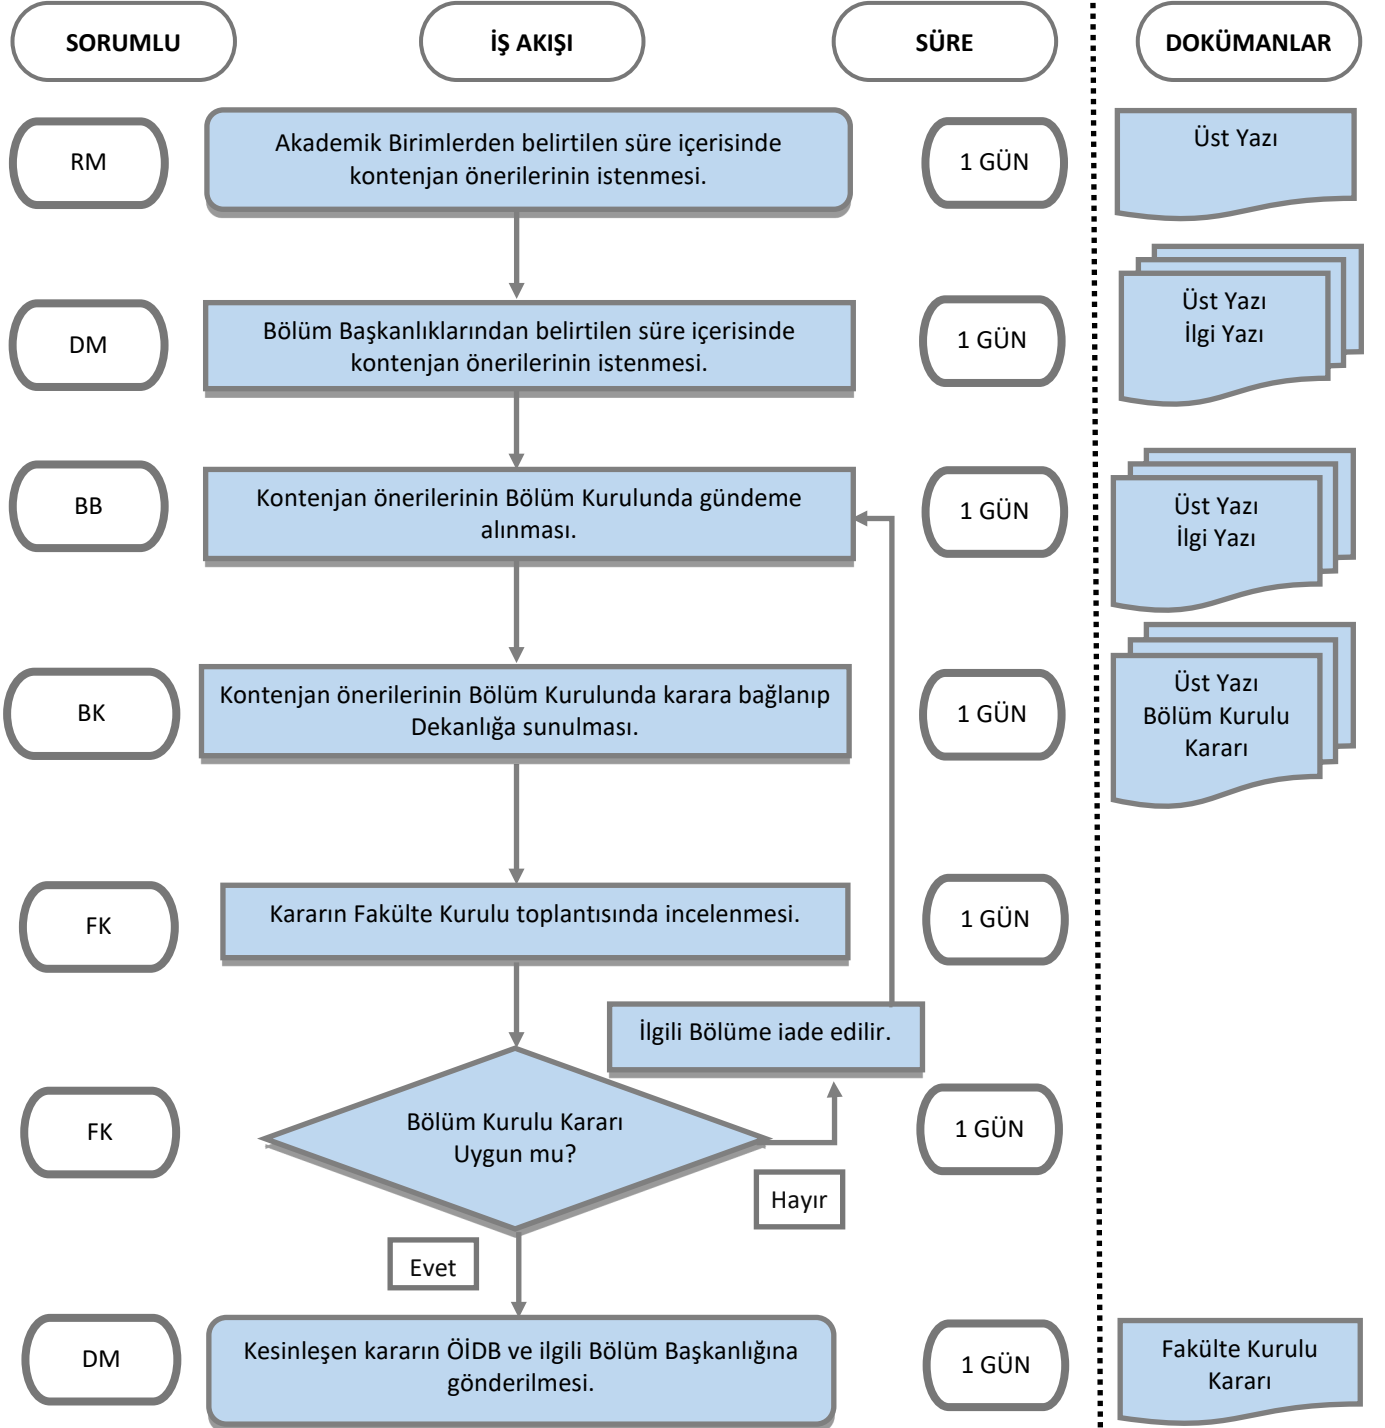 SORUMLU
İŞ AKIŞI
SÜRE
DOKÜMANLAR
RM
Akademik Birimlerden belirtilen süre içerisinde
kontenjan önerilerinin istenmesi.
1 GÜN
Üst Yazı
DM
Bölüm Başkanlıklarından belirtilen süre içerisinde
kontenjan önerilerinin istenmesi.
1 GÜN
Üst Yazı
İlgi Yazı
BB
Kontenjan önerilerinin Bölüm Kurulunda gündeme
alınması.
1 GÜN
Üst Yazı
İlgi Yazı
BK
Kontenjan önerilerinin Bölüm Kurulunda karara bağlanıp
Dekanlığa sunulması.
1 GÜN
Üst Yazı
Bölüm Kurulu
Kararı
FK
Kararın Fakülte Kurulu toplantısında incelenmesi.
1 GÜN
İlgili Bölüme iade edilir.
FK
Bölüm Kurulu Kararı
Uygun mu?
1 GÜN
Hayır
Evet
DM
Kesinleşen kararın ÖİDB ve ilgili Bölüm Başkanlığına
gönderilmesi.
1 GÜN
Fakülte Kurulu
Kararı